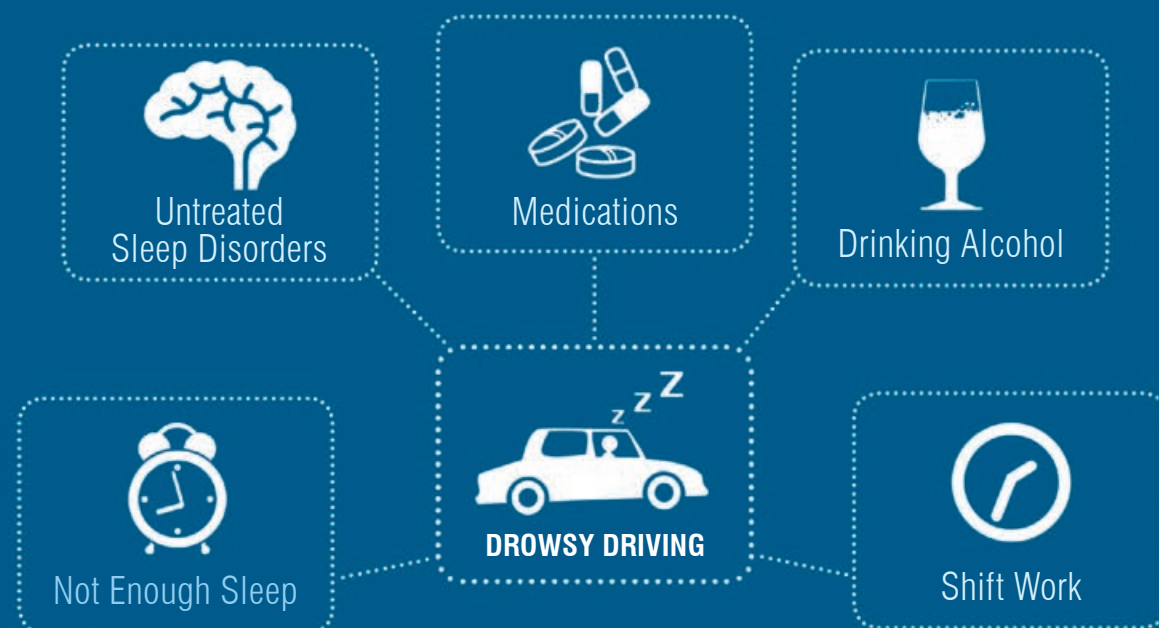 Untreated
Sleep Disorders
Medications
Drinking Alcohol
z z Z
DROWSY DRIVING
Not Enough Sleep
Shift Work